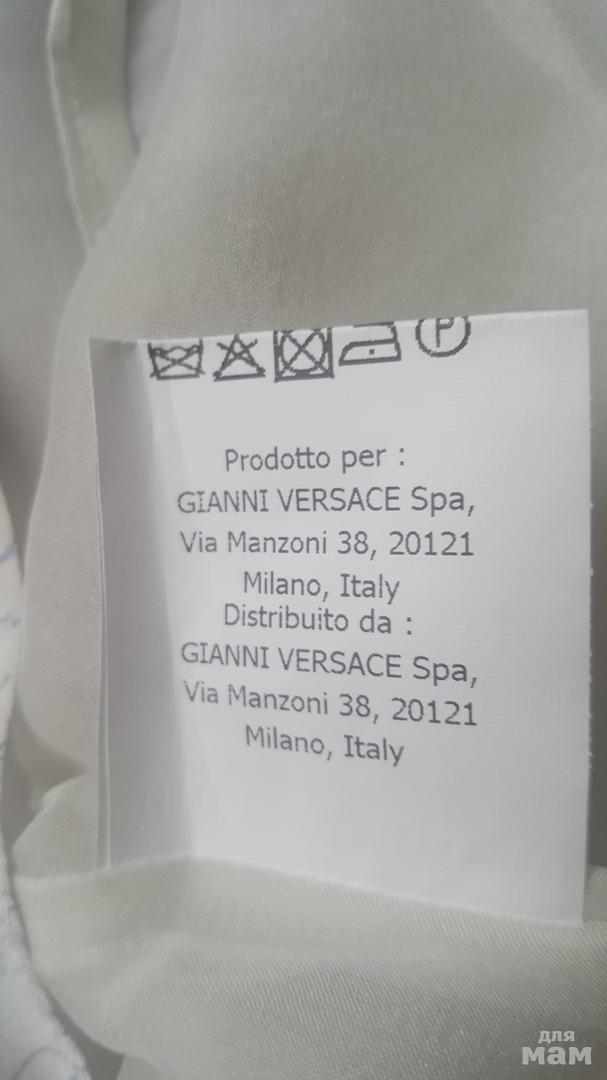 P
Prodotto per :
GIANNI VERSACE Spa,
Via Manzoni 38, 20121
Milano, Italy
Distribuito da :
GIANNI VERSACE Spa,
Via Manzoni 38, 20121
Milano, Italy
для
мам